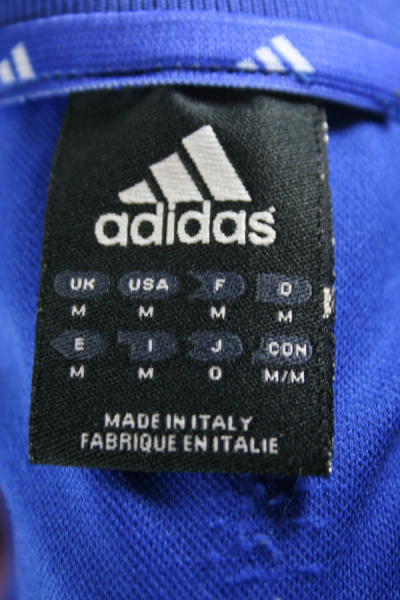 adidas
UK USA F D
M M M M
E I J CDN
M M O M/M
MADE IN ITALY
FABRIQUE EN ITALIE